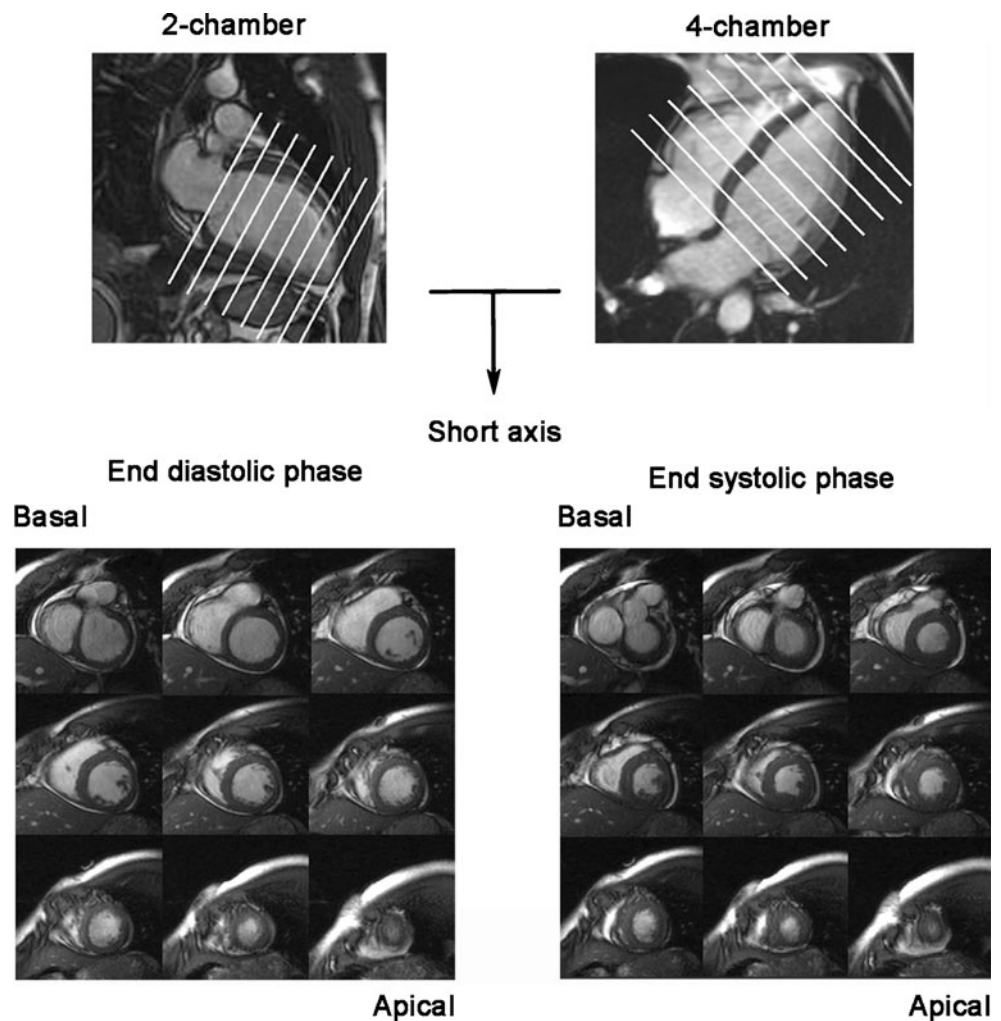 2-chamber
4-chamber
Short axis
End diastolic phase
End systolic phase
Basal
Basal
Apical
Apical